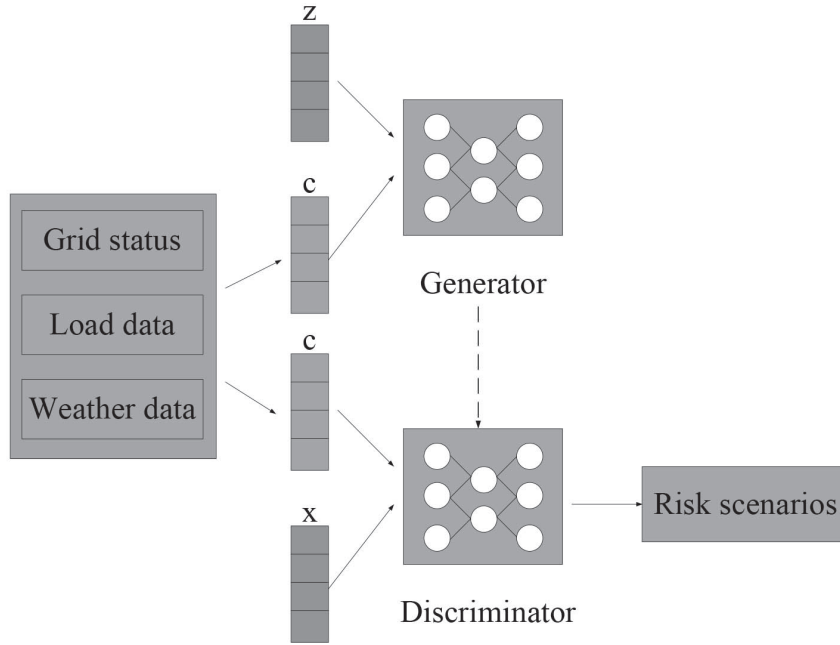 z
c
Grid status
Load data
Weather data
Generator
c
x
Risk scenarios
Discriminator